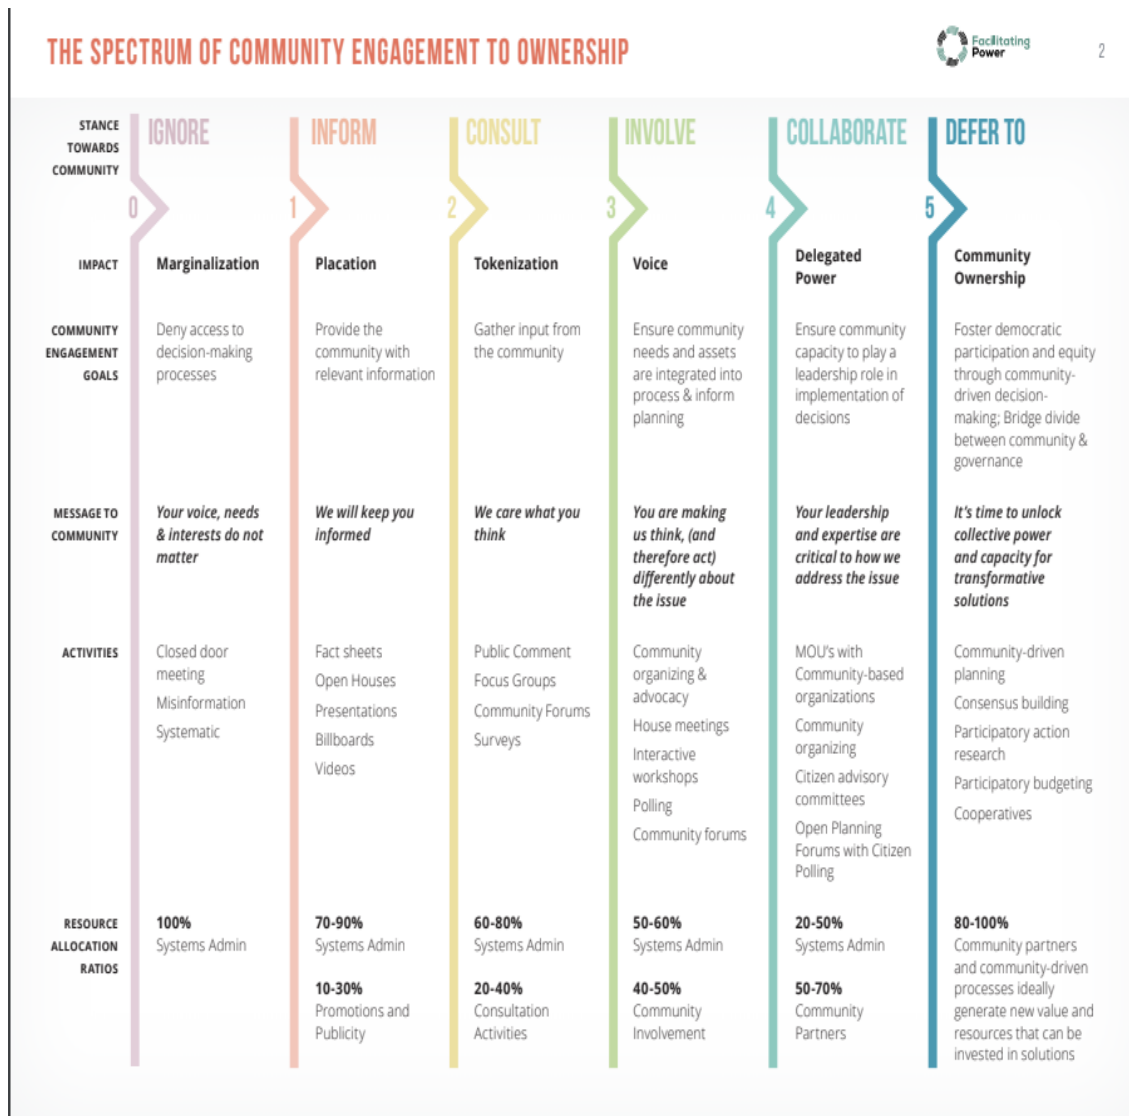 THE SPECTRUM OF COMMUNITY ENGAGEMENT TO OWNERSHIP
Facilitating
Power
2
STANCE
TOWARDS
COMMUNITY
IGNORE
INFORM
CONSULT
INVOLVE
COLLABORATE
DEFER TO
0
1
2
3
4
5
IMPACT
Marginalization
Placation
Tokenization
Voice
Delegated
Power
Community
Ownership
COMMUNITY
ENGAGEMENT
GOALS
Deny access to
decision-making
processes
Provide the
community with
relevant information
Gather input from
the community
Ensure community
needs and assets
are integrated into
process & inform
planning
Ensure community
capacity to play a
leadership role in
implementation of
decisions
Foster democratic
participation and equity
through community-
driven decision-
making; Bridge divide
between community &
governance
MESSAGE TO
COMMUNITY
Your voice, needs
& interests do not
matter
We will keep you
informed
We care what you
think
You are making
us think, (and
therefore act)
differently about
the issue
Your leadership
and expertise are
critical to how we
address the issue
It's time to unlock
collective power
and capacity for
transformative
solutions
ACTIVITIES
Closed door
meeting
Misinformation
Systematic
Fact sheets
Open Houses
Presentations
Billboards
Videos
Public Comment
Focus Groups
Community Forums
Surveys
Community
organizing &
advocacy
House meetings
Interactive
workshops
Polling
Community forums
MOU's with
Community-based
organizations
Community
organizing
Citizen advisory
committees
Open Planning
Forums with Citizen
Polling
Community-driven
planning
Consensus building
Participatory action
research
Participatory budgeting
Cooperatives
RESOURCE
ALLOCATION
RATIOS
100%
Systems Admin
70-90%
Systems Admin
10-30%
Promotions and
Publicity
60-80%
Systems Admin
20-40%
Consultation
Activities
50-60%
Systems Admin
40-50%
Community
Involvement
20-50%
Systems Admin
50-70%
Community
Partners
80-100%
Community partners
and community-driven
processes ideally
generate new value and
resources that can be
invested in solutions